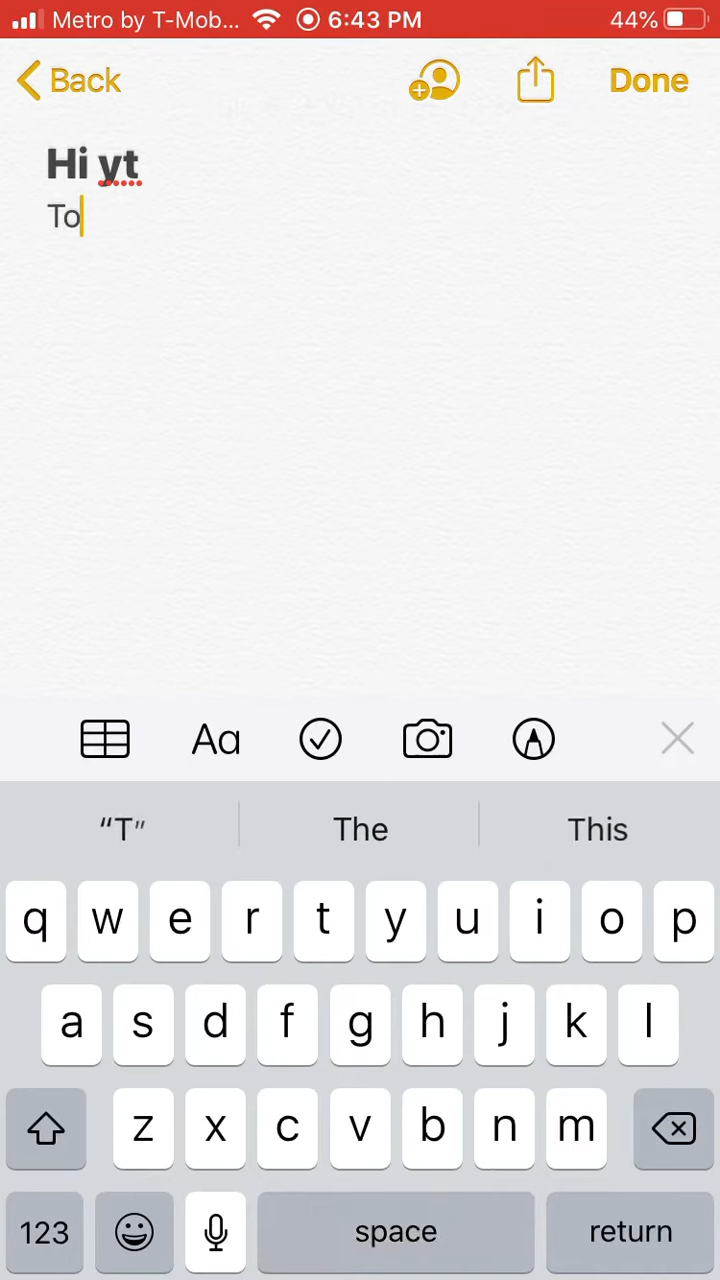 Metro by T-Mob... 6:43 PM 44%
Back Done
Hi yt
To
Aa
“T” The This
q w e r t y u i o p
a s d f g h j k l
z x c v b n m
123 space return